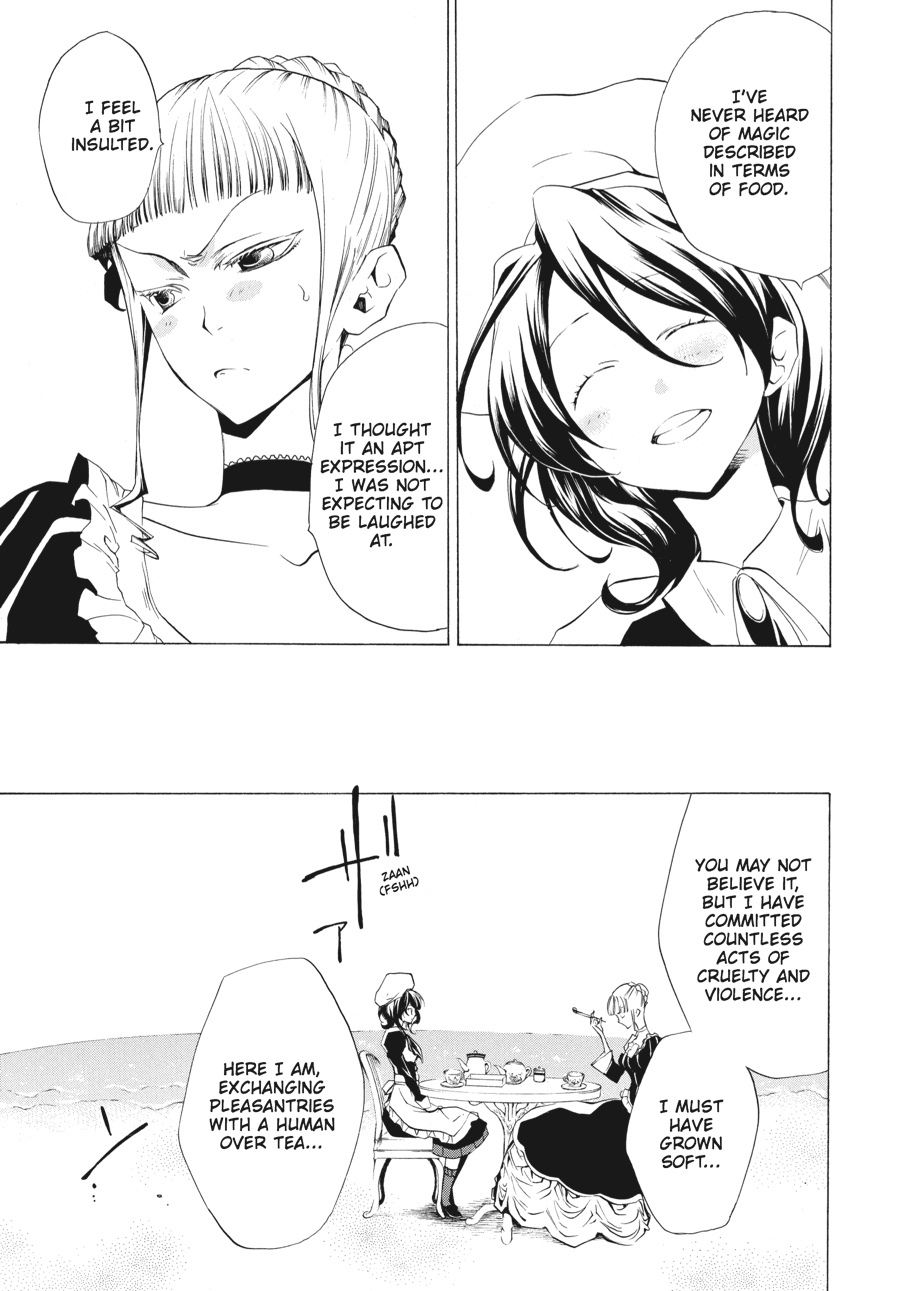 I'VE
NEVER HEARD
OF MAGIC
DESCRIBED
IN TERMS
OF FOOD.
I FEEL
A BIT
INSULTED.
I THOUGHT
IT AN APT
EXPRESSION...
I WAS NOT
EXPECTING TO
BE LAUGHED
AT.
YOU MAY NOT
BELIEVE IT,
BUT I HAVE
COMMITTED
COUNTLESS
ACTS OF
CRUELTY AND
VIOLENCE...
ZAAN
(FSHH)
I MUST
HAVE
GROWN
SOFT...
HERE I AM,
EXCHANGING
PLEASANTRIES
WITH A HUMAN
OVER TEA...